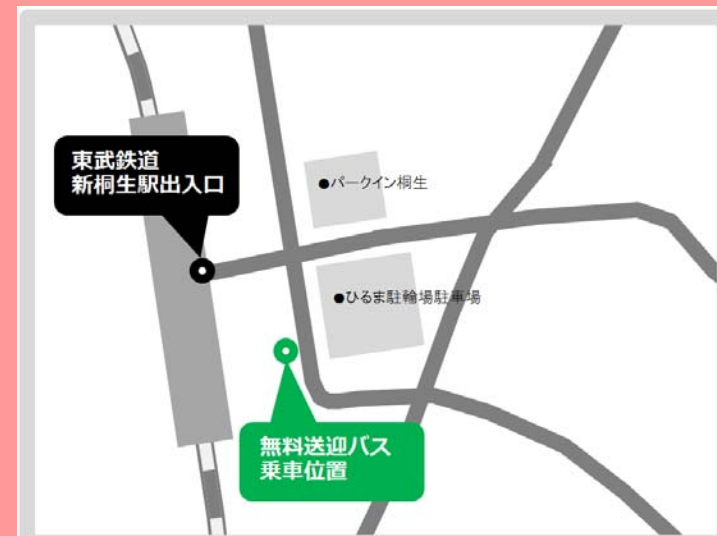 東武鉄道
新桐生駅出入口
●パークイン桐生
●ひるま駐輪場駐車場
無料送迎バス
乗車位置